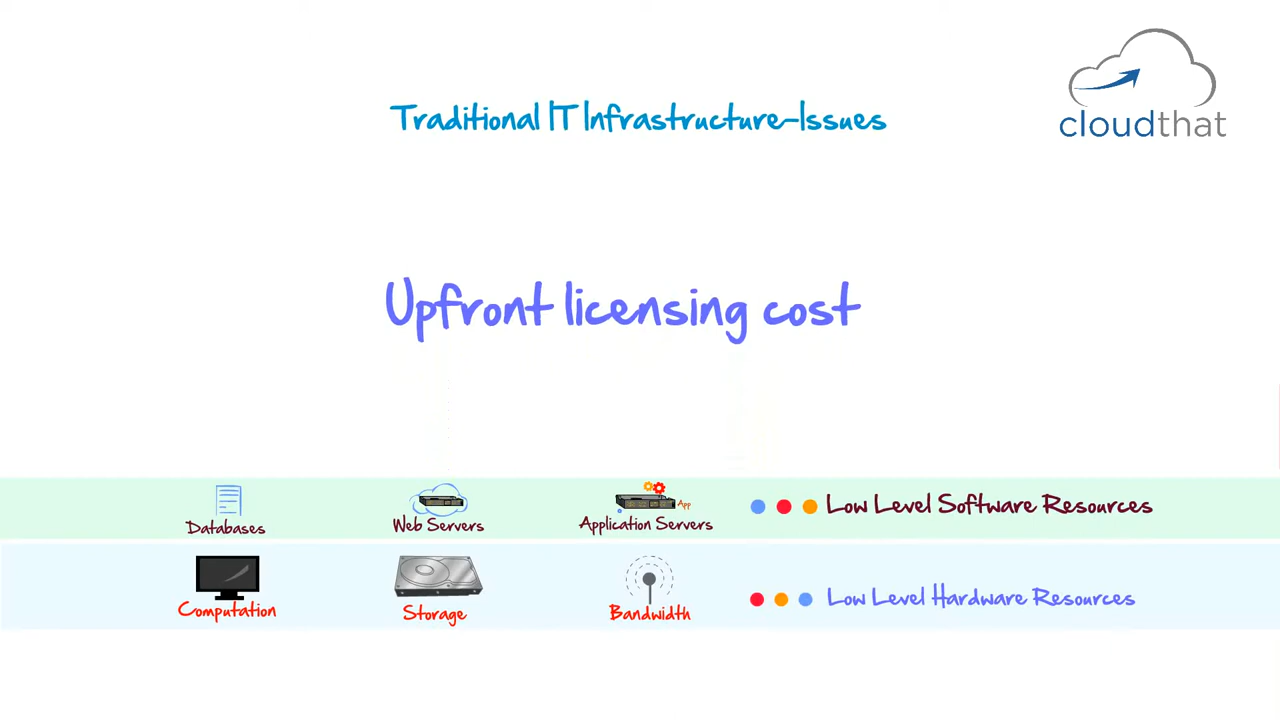 cloudthat
Traditional IT Infrastructure-Issues
Upfront licensing cost
Databases
Web Servers
App
Application Servers
Low Level Software Resources
Computation
Storage
Bandwidth
Low Level Hardware Resources